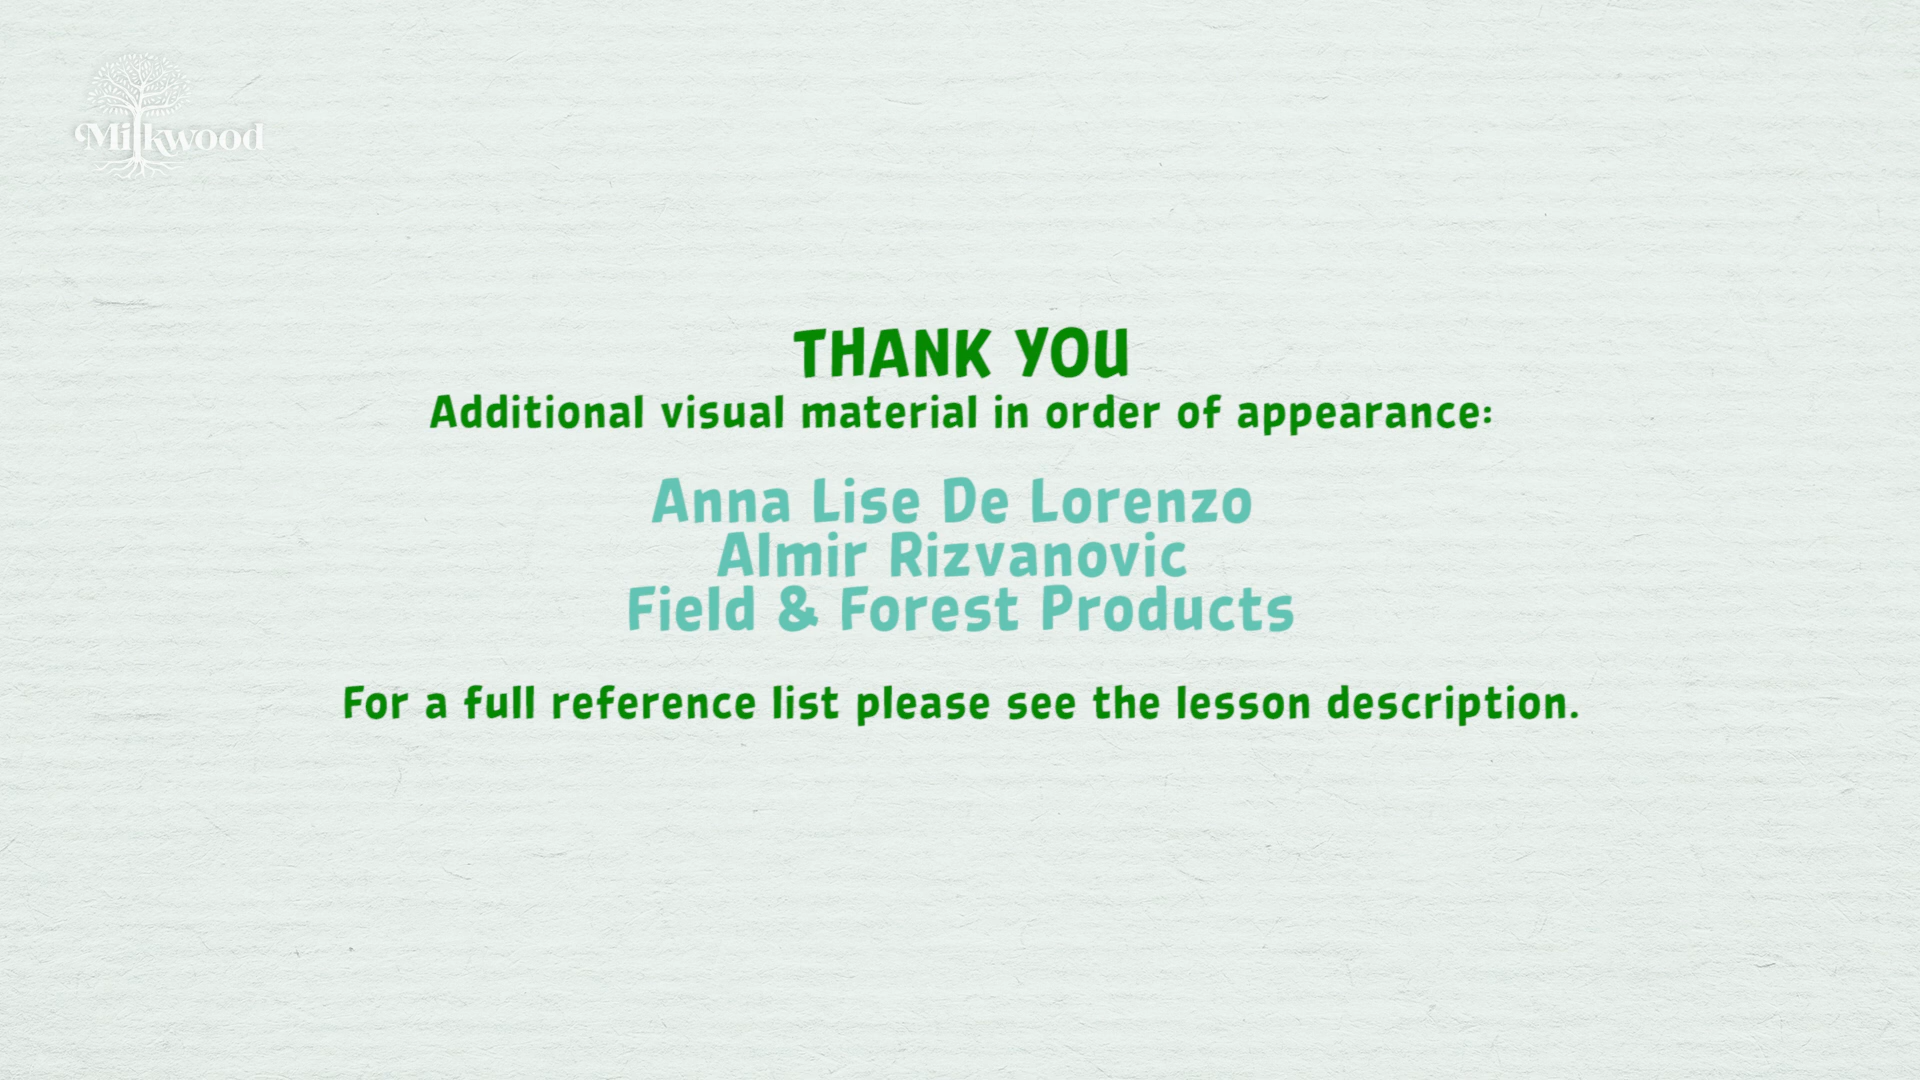 Milkwood
THANK YOU
Additional visual material in order of appearance:
Anna Lise De Lorenzo
Almir Rizvanovic
Field & Forest Products
For a full reference list please see the lesson description.